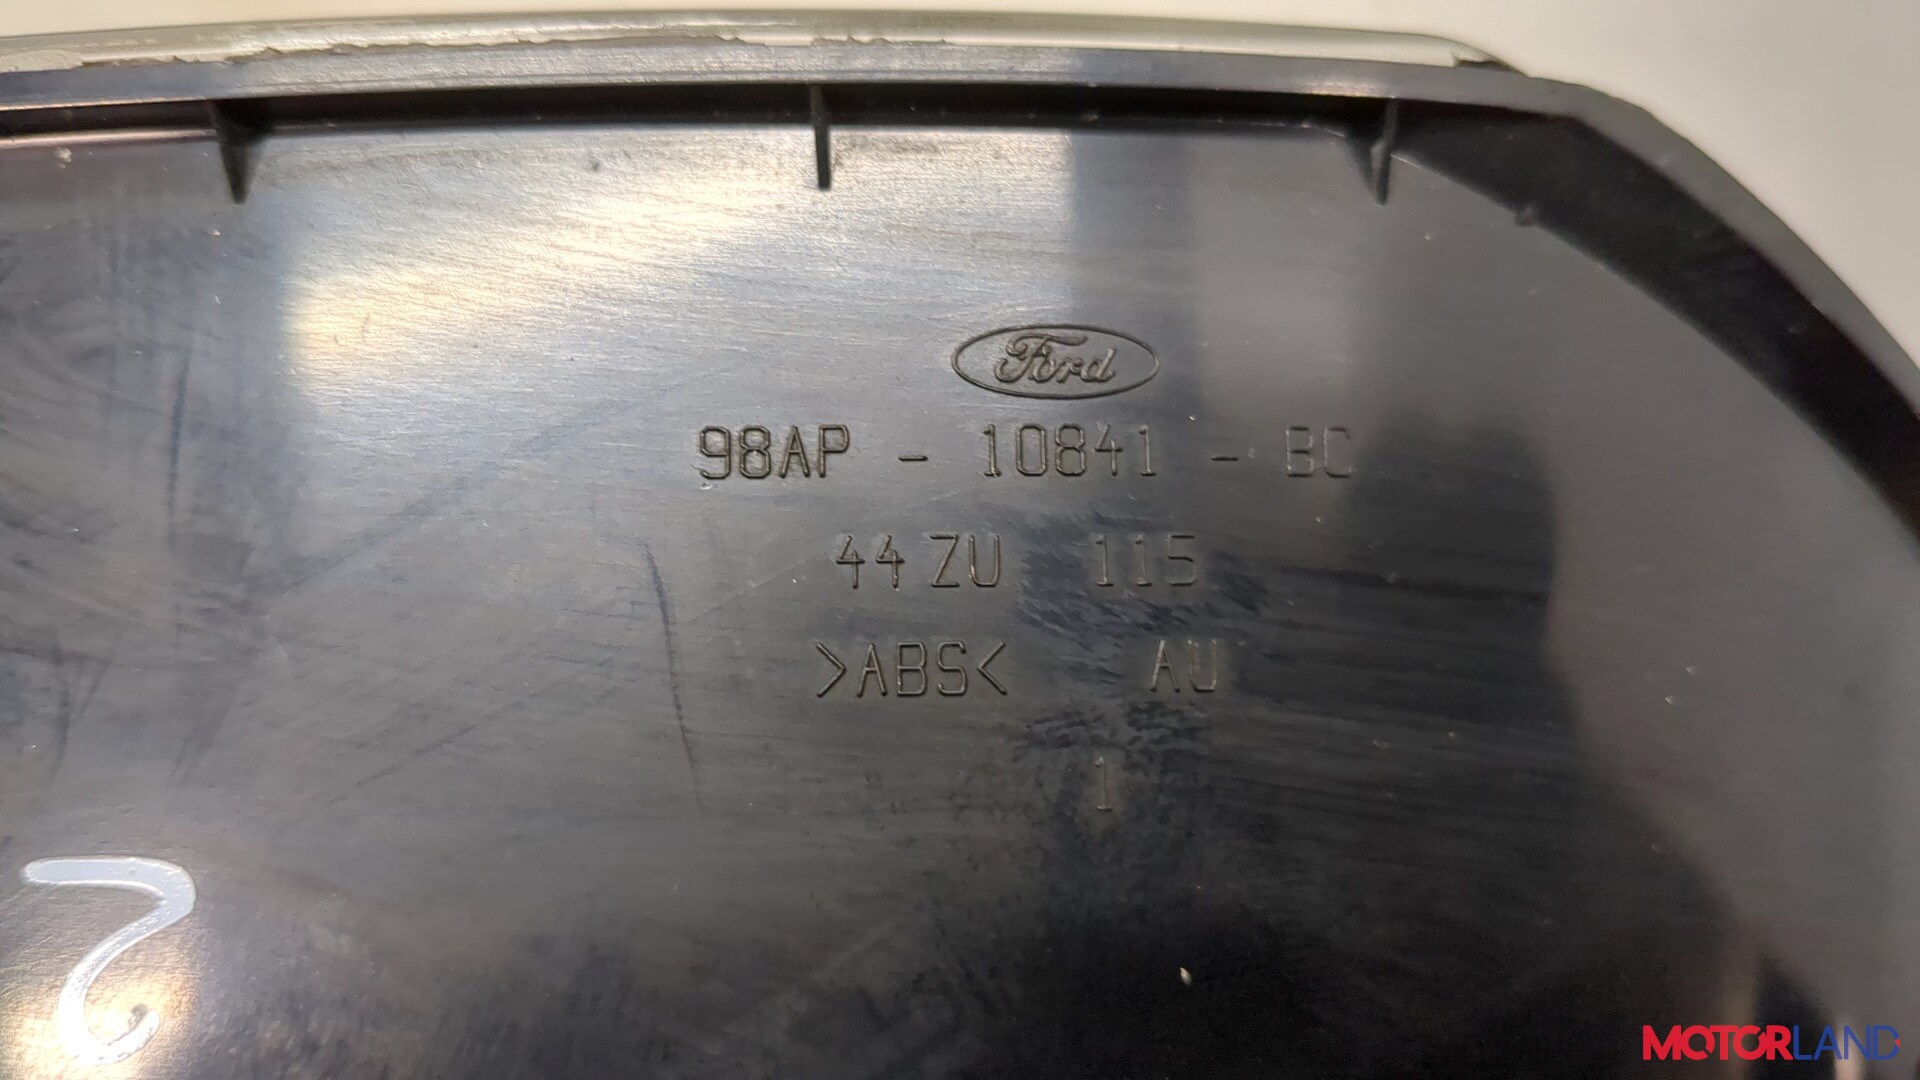 Ford
98AP - 10841 - BC
44 ZU 115
>ABS< AU
1
2
MOTORLAND